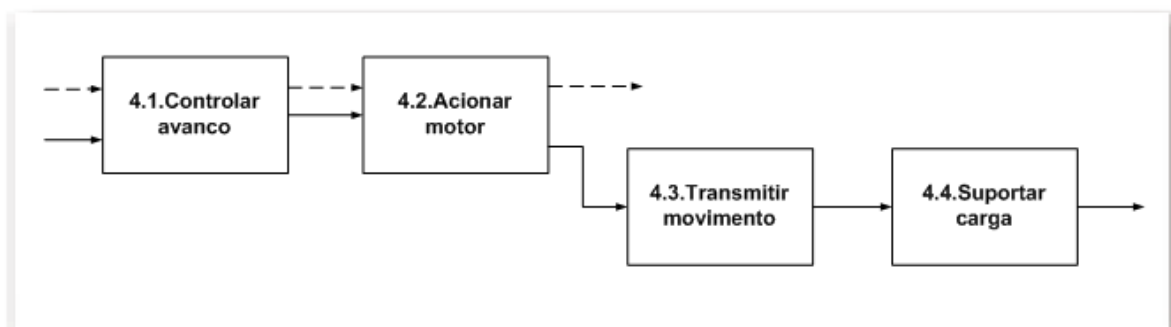 4.1.Controlar
avanco
4.2.Acionar
motor
4.3.Transmitir
movimento
4.4.Suportar
carga